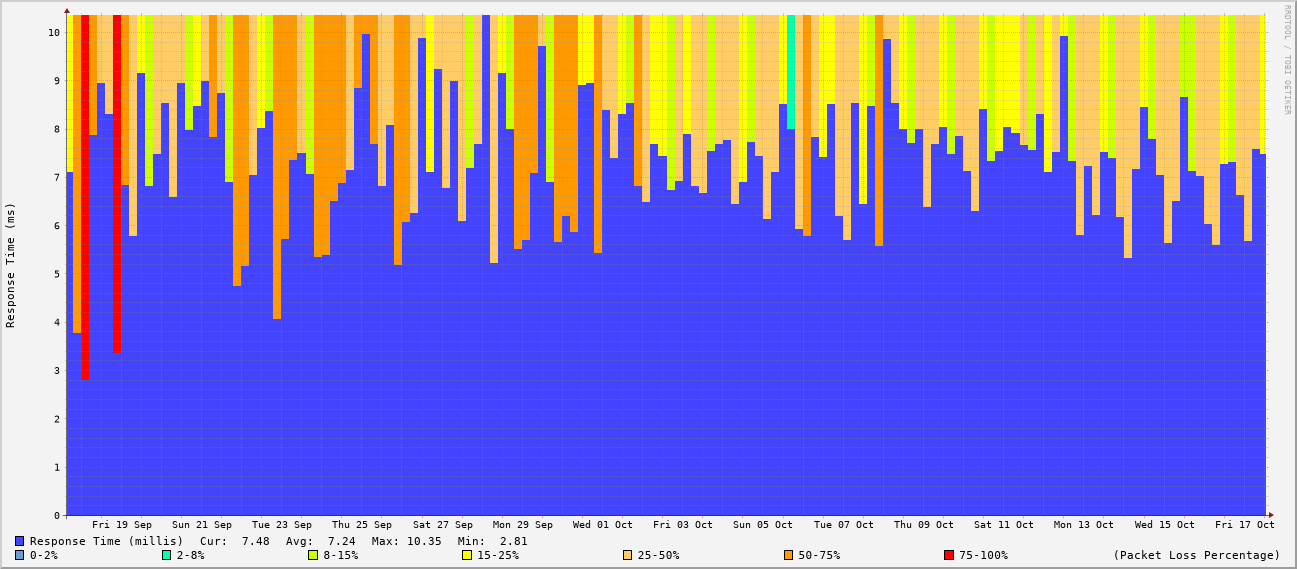 RRDTOOL / TOBI OETIKER
Response Time (ms)
10
9
8
7
6
5
4
3
2
1
0
Fri 19 Sep Sun 21 Sep Tue 23 Sep Thu 25 Sep Sat 27 Sep Mon 29 Sep Wed 01 Oct Fri 03 Oct Sun 05 Oct Tue 07 Oct Thu 09 Oct Sat 11 Oct Mon 13 Oct Wed 15 Oct Fri 17 Oct
Response Time (millis) Cur: 7.48 Avg: 7.24 Max: 10.35 Min: 2.81
0-2% 2-8% 8-15% 15-25% 25-50% 50-75% 75-100% (Packet Loss Percentage)